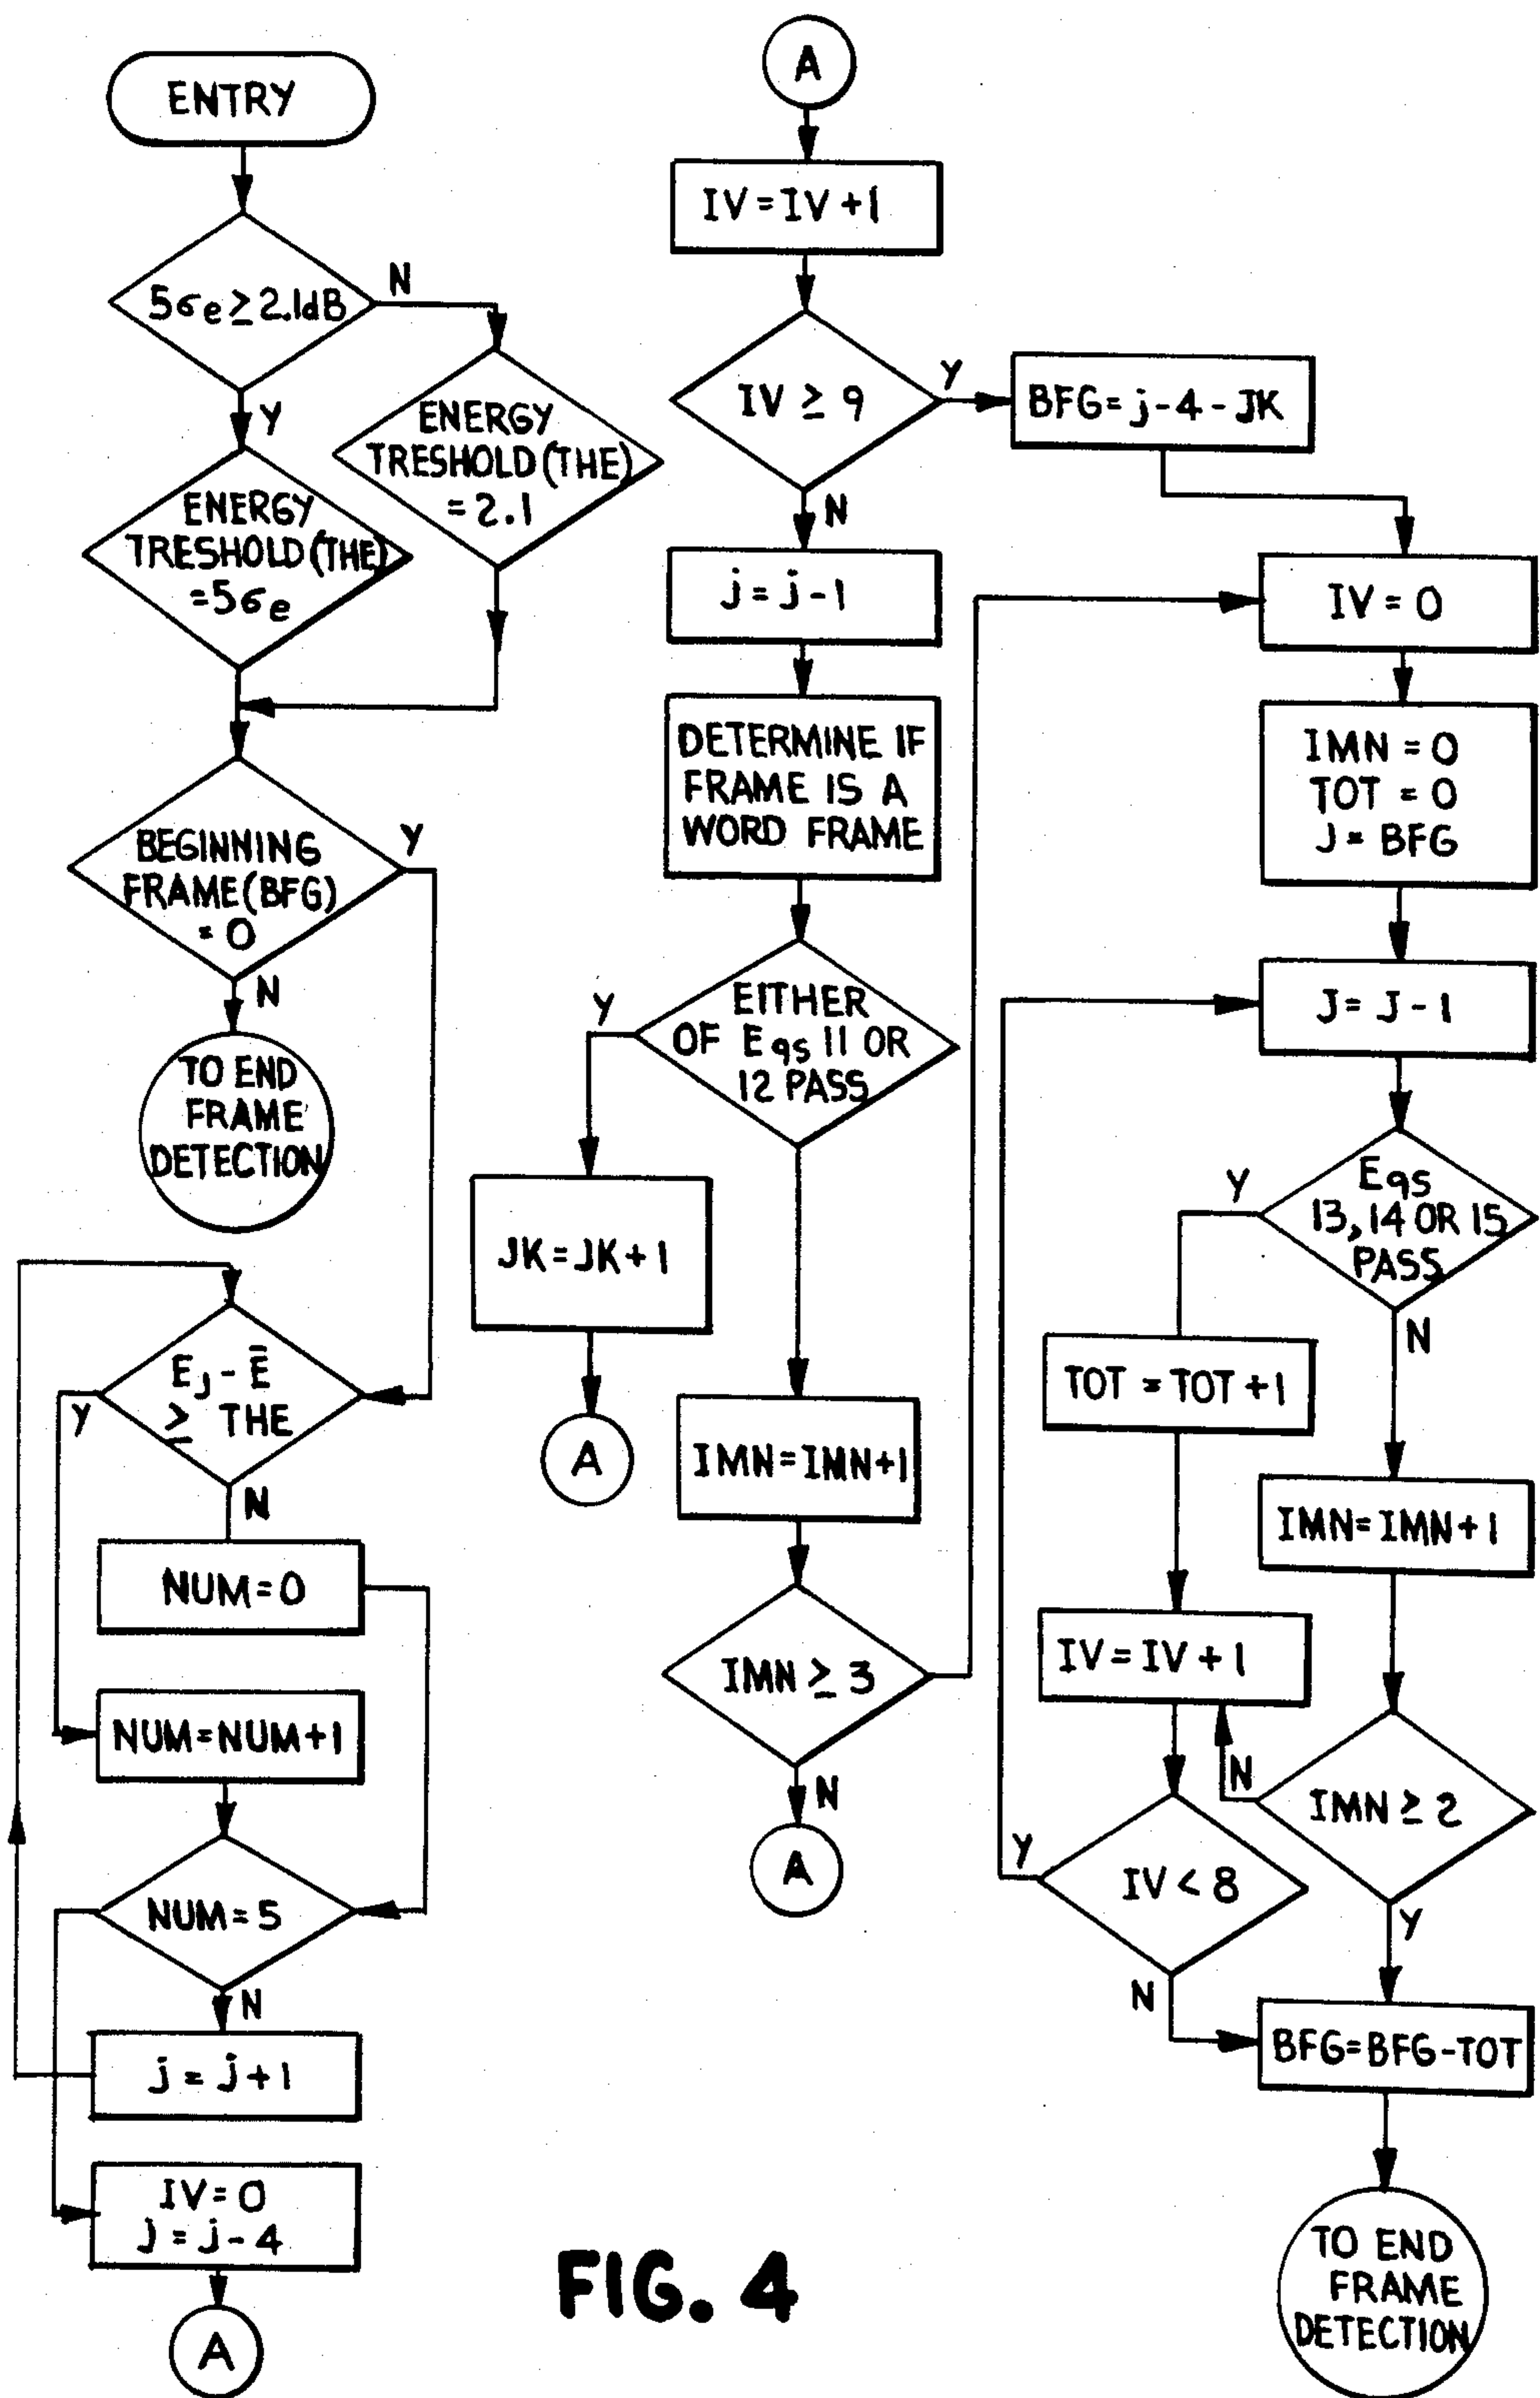 ENTRY
5σe ≥ 2.1dB
N
Y
ENERGY
TRESHOLD(THE)
= 2.1
ENERGY
TRESHOLD(THE)
=5σe
BEGINNING
FRAME(BFG)
= 0
Y
N
TO END
FRAME
DETECTION
EJ - Ē
≥ THE
Y
N
NUM=0
NUM=NUM+1
NUM=5
N
j = j+1
IV=0
j = j-4
A
A
IV=IV+1
IV ≥ 9
Y
N
BFG=j-4-JK
j = j-1
DETERMINE IF
FRAME IS A
WORD FRAME
EITHER
OF Eqs 11 OR
12 PASS
Y
JK=JK+1
A
IMN=IMN+1
IMN ≥ 3
N
A
IV=0
IMN = 0
TOT = 0
J = BFG
J = J-1
Eqs
13,14 OR 15
PASS
Y
N
TOT = TOT +1
IMN=IMN+1
IV=IV+1
IMN ≥ 2
N
Y
IV < 8
Y
N
BFG=BFG-TOT
TO END
FRAME
DETECTION
FIG. 4